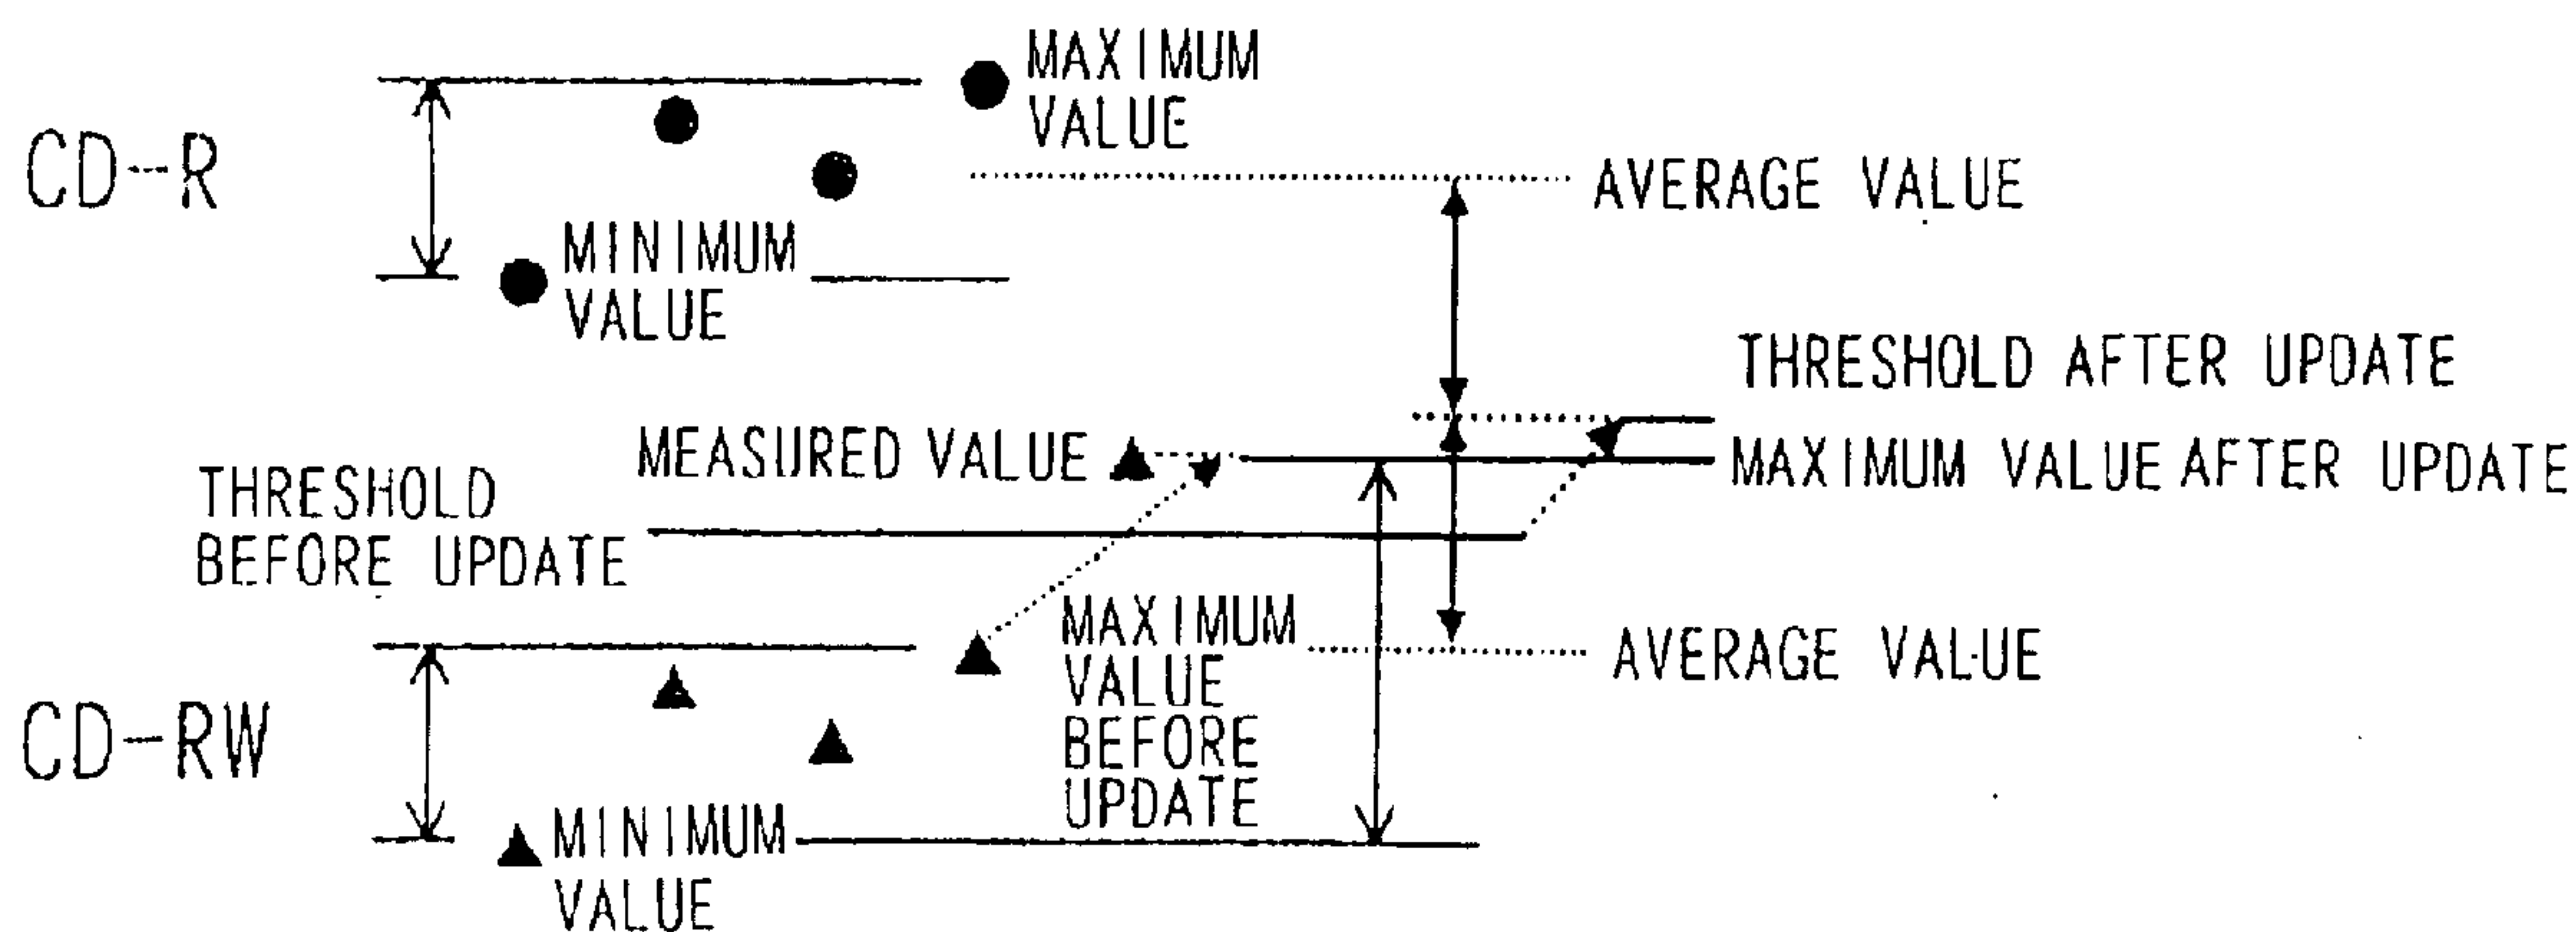 MAXIMUM
VALUE
CD-R
AVERAGE VALUE
MINIMUM
VALUE
THRESHOLD AFTER UPDATE
MEASURED VALUE
MAXIMUM VALUE AFTER UPDATE
THRESHOLD
BEFORE UPDATE
MAXIMUM
VALUE
BEFORE
UPDATE
AVERAGE VALUE
CD-RW
MINIMUM
VALUE